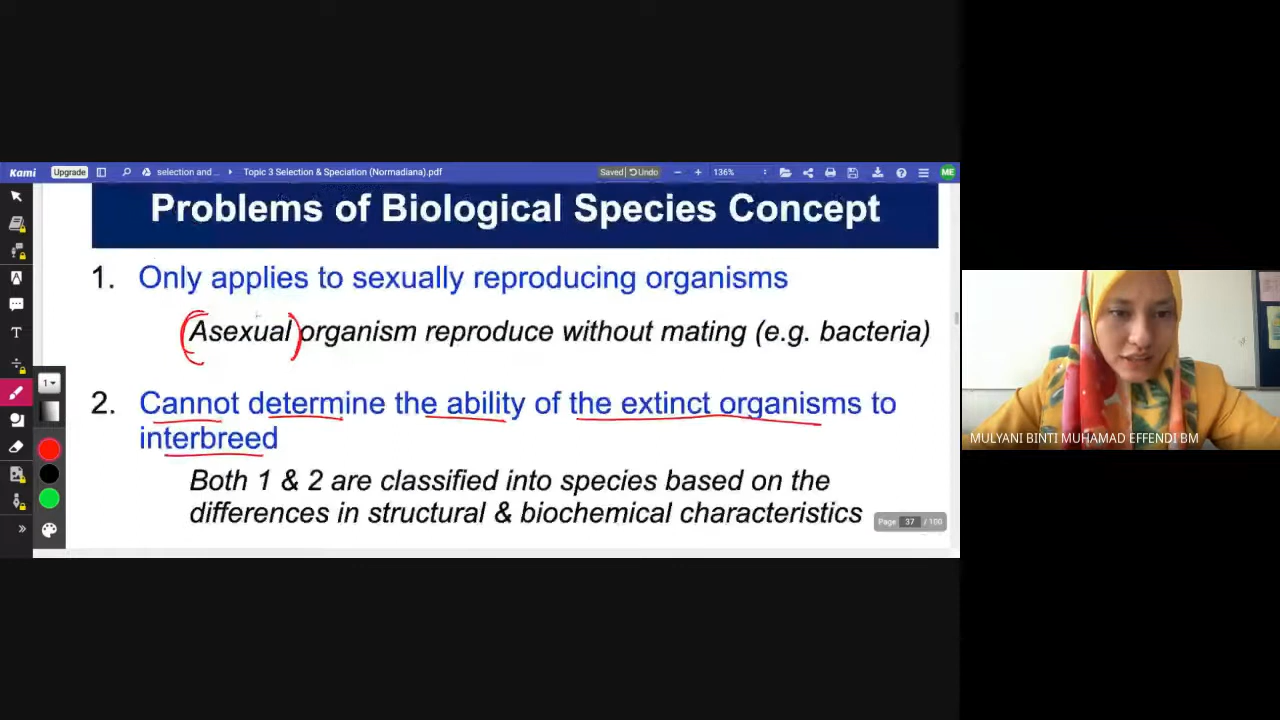 Kami
Upgrade
selection and ...
Topic 3 Selection & Speciation (Normadiana).pdf
Saved
Undo
136%
ME
Problems of Biological Species Concept
1. Only applies to sexually reproducing organisms
Asexual organism reproduce without mating (e.g. bacteria)
2. Cannot determine the ability of the extinct organisms to
interbreed
Both 1 & 2 are classified into species based on the
differences in structural & biochemical characteristics
1
Page 37 / 100
MULYANI BINTI MUHAMAD EFFENDI BM